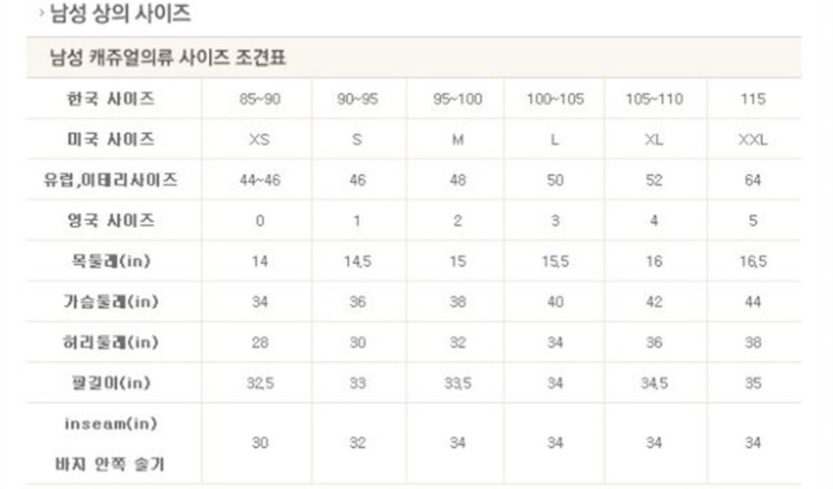 › 남성 상의 사이즈
남성 캐쥬얼의류 사이즈 조견표
한국 사이즈 85~90 90~95 95~100 100~105 105~110 115
미국 사이즈 XS S M L XL XXL
유럽,이테리사이즈 44~46 46 48 50 52 64
영국 사이즈 0 1 2 3 4 5
목둘레(in) 14 14.5 15 15.5 16 16.5
가슴둘레(in) 34 36 38 40 42 44
허리둘레(in) 28 30 32 34 36 38
팔길이(in) 32.5 33 33.5 34 34.5 35
inseam(in)
30 32 34 34 34 34
바지 안쪽 솔기